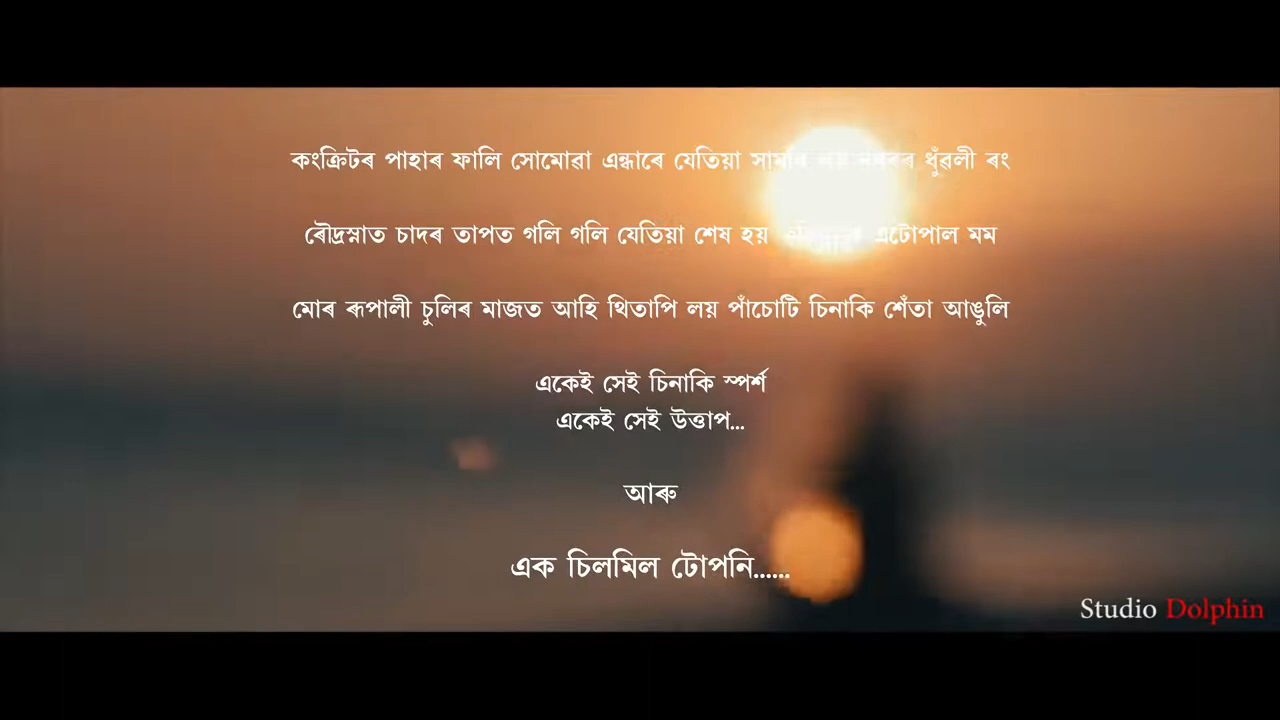 কংক্ৰিটৰ পাহাৰ ফালি সোমোৱা এন্ধাৰে যেতিয়া ধুঁৱলী ৰং
ৰৌদ্ৰস্নাত চাদৰ তাপত গলি গলি যেতিয়া শেষ হয় এটোপাল মম
মোৰ ৰূপালী চুলিৰ মাজত আহি থিতাপি লয় পাঁচোটি চিনাকি শেঁতা আঙুলি
একেই সেই চিনাকি স্পৰ্শ
একেই সেই উত্তাপ...
আৰু
এক চিলমিল টোপনি......
Studio Dolphin